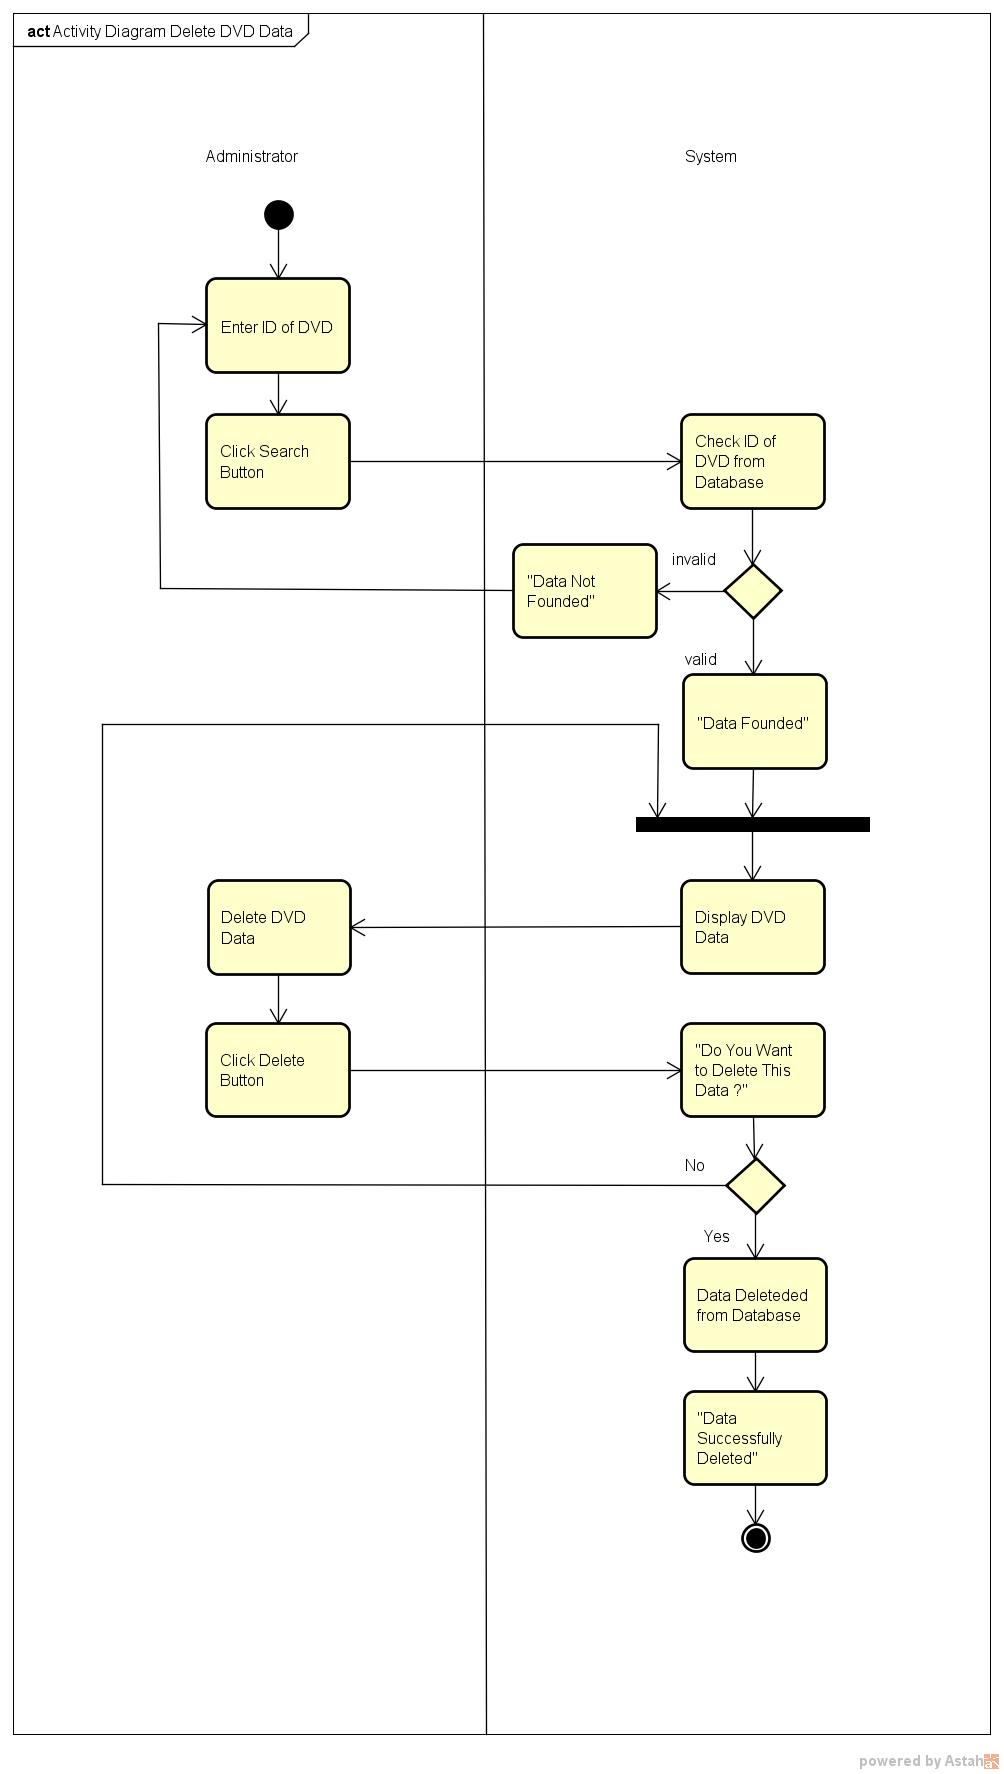 act Activity Diagram Delete DVD Data
Administrator
System
Enter ID of DVD
Click Search
Button
Check ID of
DVD from
Database
invalid
"Data Not
Founded"
valid
"Data Founded"
Delete DVD
Data
Display DVD
Data
Click Delete
Button
"Do You Want
to Delete This
Data ?"
No
Yes
Data Deleteded
from Database
"Data
Successfully
Deleted"
powered by Astah